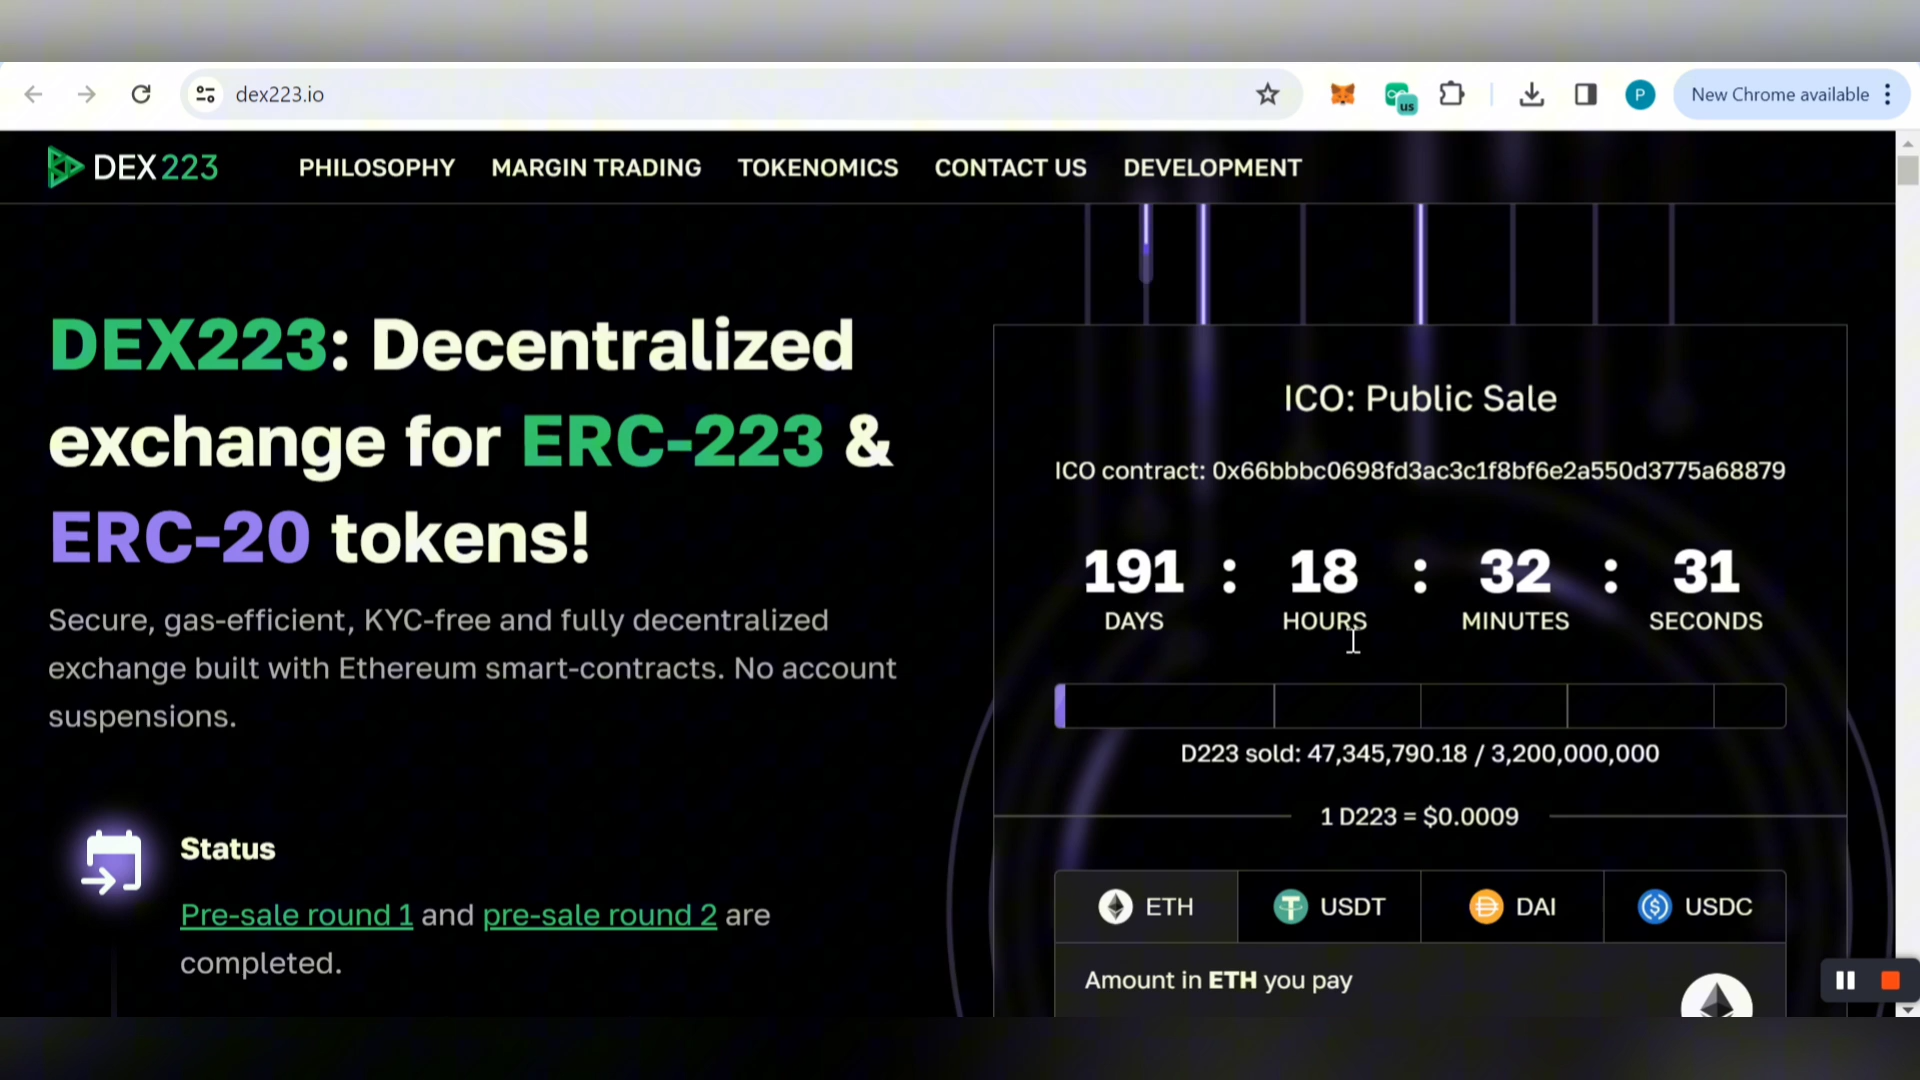 dex223.io
us
P
New Chrome available
DEX223
PHILOSOPHY
MARGIN TRADING
TOKENOMICS
CONTACT US
DEVELOPMENT
DEX223: Decentralized
exchange for ERC-223 &
ERC-20 tokens!
Secure, gas-efficient, KYC-free and fully decentralized
exchange built with Ethereum smart-contracts. No account
suspensions.
Status
Pre-sale round 1 and pre-sale round 2 are
completed.
ICO: Public Sale
ICO contract: 0x66bbbc0698fd3ac3c1f8bf6e2a550d3775a68879
191 : 18 : 32 : 31
DAYS HOURS MINUTES SECONDS
D223 sold: 47,345,790.18 / 3,200,000,000
1 D223 = $0.0009
ETH USDT DAI USDC
Amount in ETH you pay